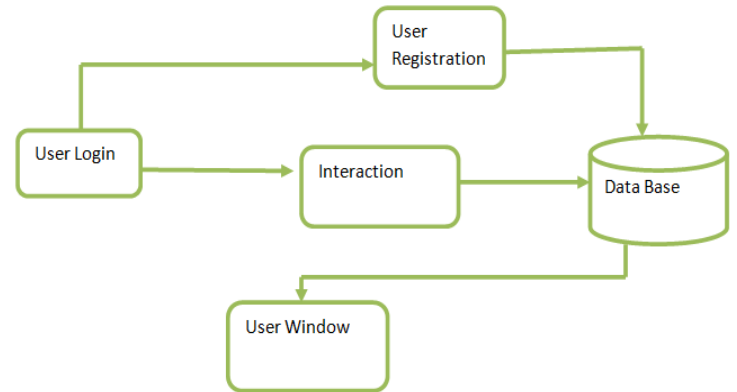 User
Registration
User Login
Interaction
Data Base
User Window